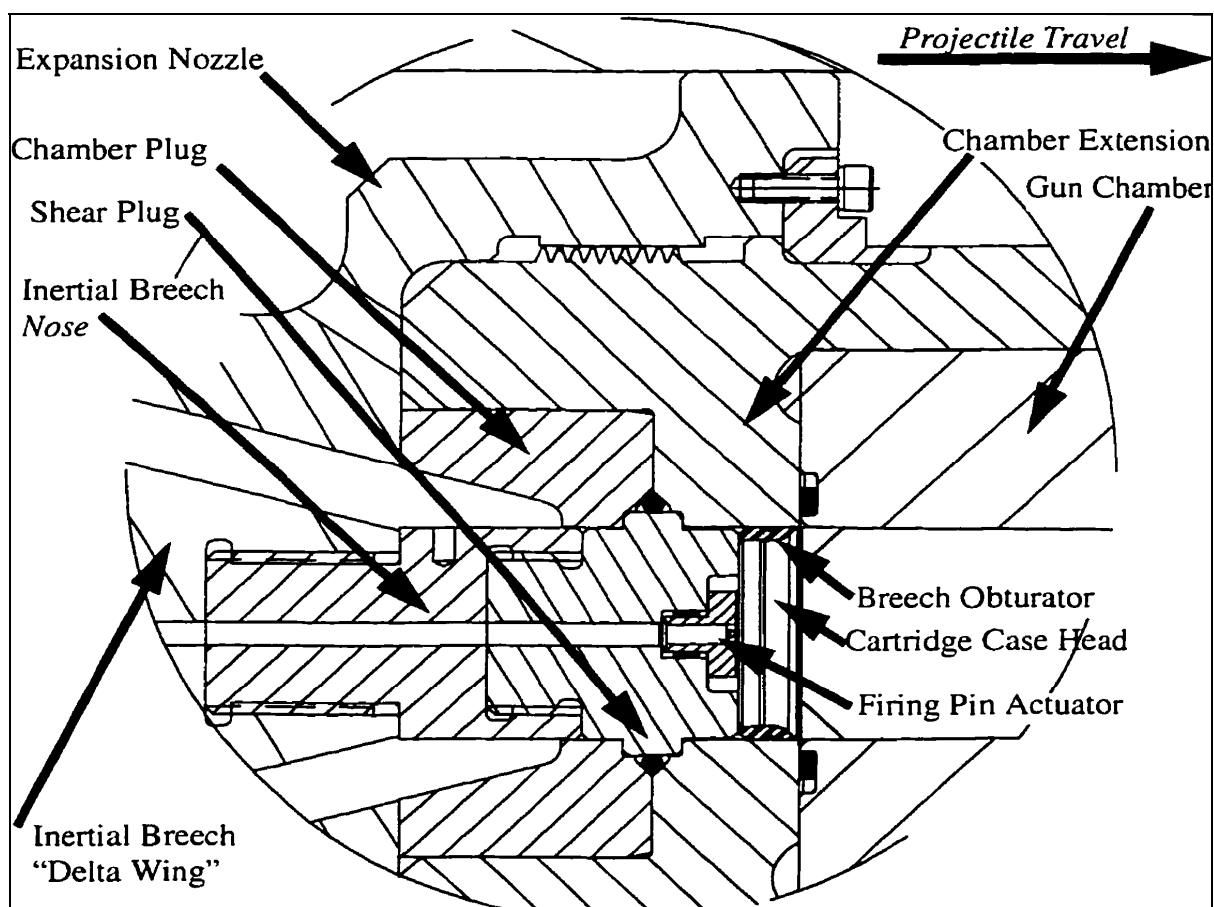 Projectile Travel
Expansion Nozzle
Chamber Plug
Shear Plug
Inertial Breech
Nose
Chamber Extension
Gun Chamber
Breech Obturator
Cartridge Case Head
Firing Pin Actuator
Inertial Breech
“Delta Wing”